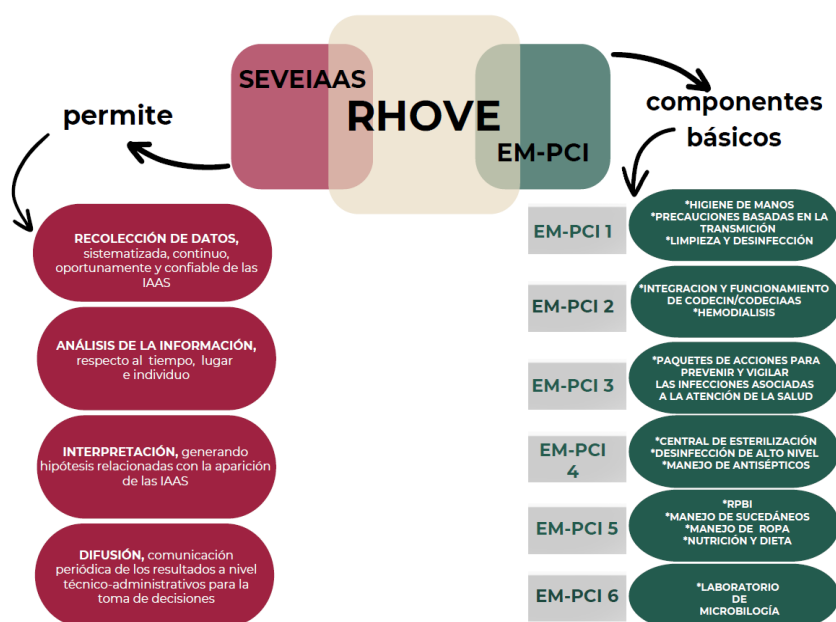 SEVEIAAS
RHOVE
EM-PCI
permite
RECOLECCIÓN DE DATOS,
sistematizada, continuo,
oportunamente y confiable de las
IAAS
ANÁLISIS DE LA INFORMACIÓN,
respecto al tiempo, lugar
e individuo
INTERPRETACIÓN, generando
hipótesis relacionadas con la aparición
de las IAAS
DIFUSIÓN, comunicación
periódica de los resultados a nivel
técnico-administrativos para la
toma de decisiones
componentes
básicos
EM-PCI 1
*HIGIENE DE MANOS
*PRECAUCIONES BASADAS EN LA
TRANSMICIÓN
*LIMPIEZA Y DESINFECCIÓN
EM-PCI 2
*INTEGRACION Y FUNCIONAMIENTO
DE CODECIN/CODECIAAS
*HEMODIALISIS
EM-PCI 3
*PAQUETES DE ACCIONES PARA
PREVENIR Y VIGILAR
LAS INFECCIONES ASOCIADAS
A LA ATENCIÓN DE LA SALUD
EM-PCI
4
*CENTRAL DE ESTERILIZACIÓN
*DESINFECCIÓN DE ALTO NIVEL
*MANEJO DE ANTISÉPTICOS
EM-PCI 5
*RPBI
*MANEJO DE SUCEDÁNEOS
*MANEJO DE ROPA
*NUTRICIÓN Y DIETA
EM-PCI 6
*LABORATORIO
DE
MICROBILOGÍA